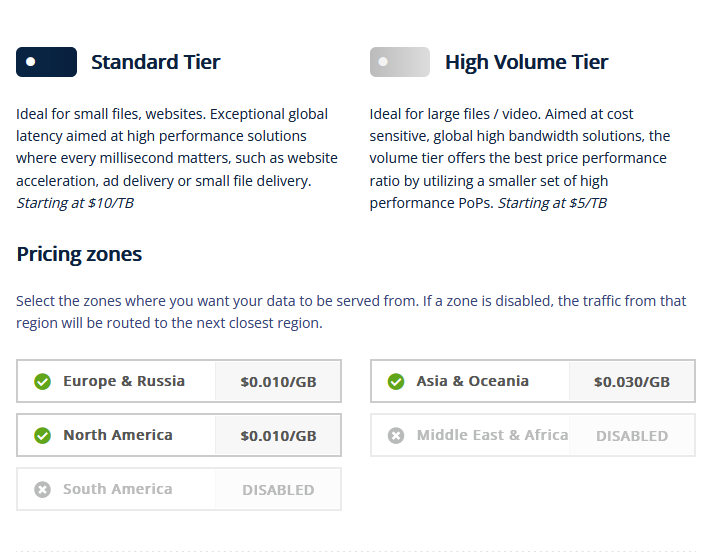 Standard Tier
Ideal for small files, websites. Exceptional global
latency aimed at high performance solutions
where every millisecond matters, such as website
acceleration, ad delivery or small file delivery.
Starting at $10/TB
High Volume Tier
Ideal for large files / video. Aimed at cost
sensitive, global high bandwidth solutions, the
volume tier offers the best price performance
ratio by utilizing a smaller set of high
performance PoPs. Starting at $5/TB
Pricing zones
Select the zones where you want your data to be served from. If a zone is disabled, the traffic from that
region will be routed to the next closest region.
Europe & Russia $0.010/GB
Asia & Oceania $0.030/GB
North America $0.010/GB
Middle East & Africa DISABLED
South America DISABLED